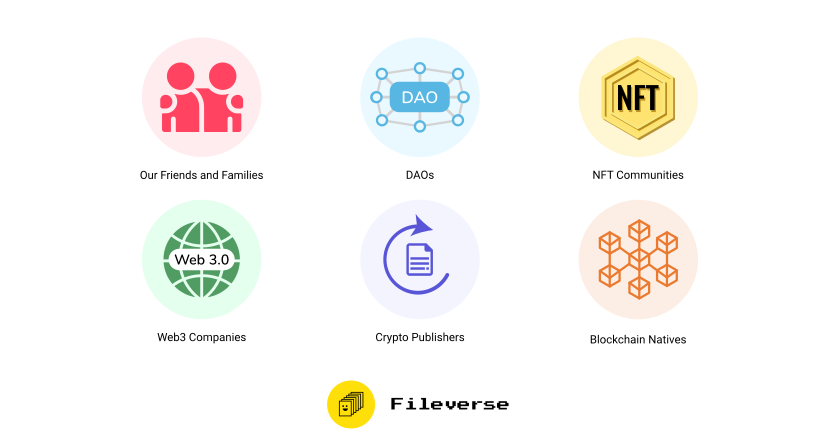 DAO
NFT
Our Friends and Families
DAOs
NFT Communities
Web 3.0
Web3 Companies
Crypto Publishers
Blockchain Natives
Fileverse